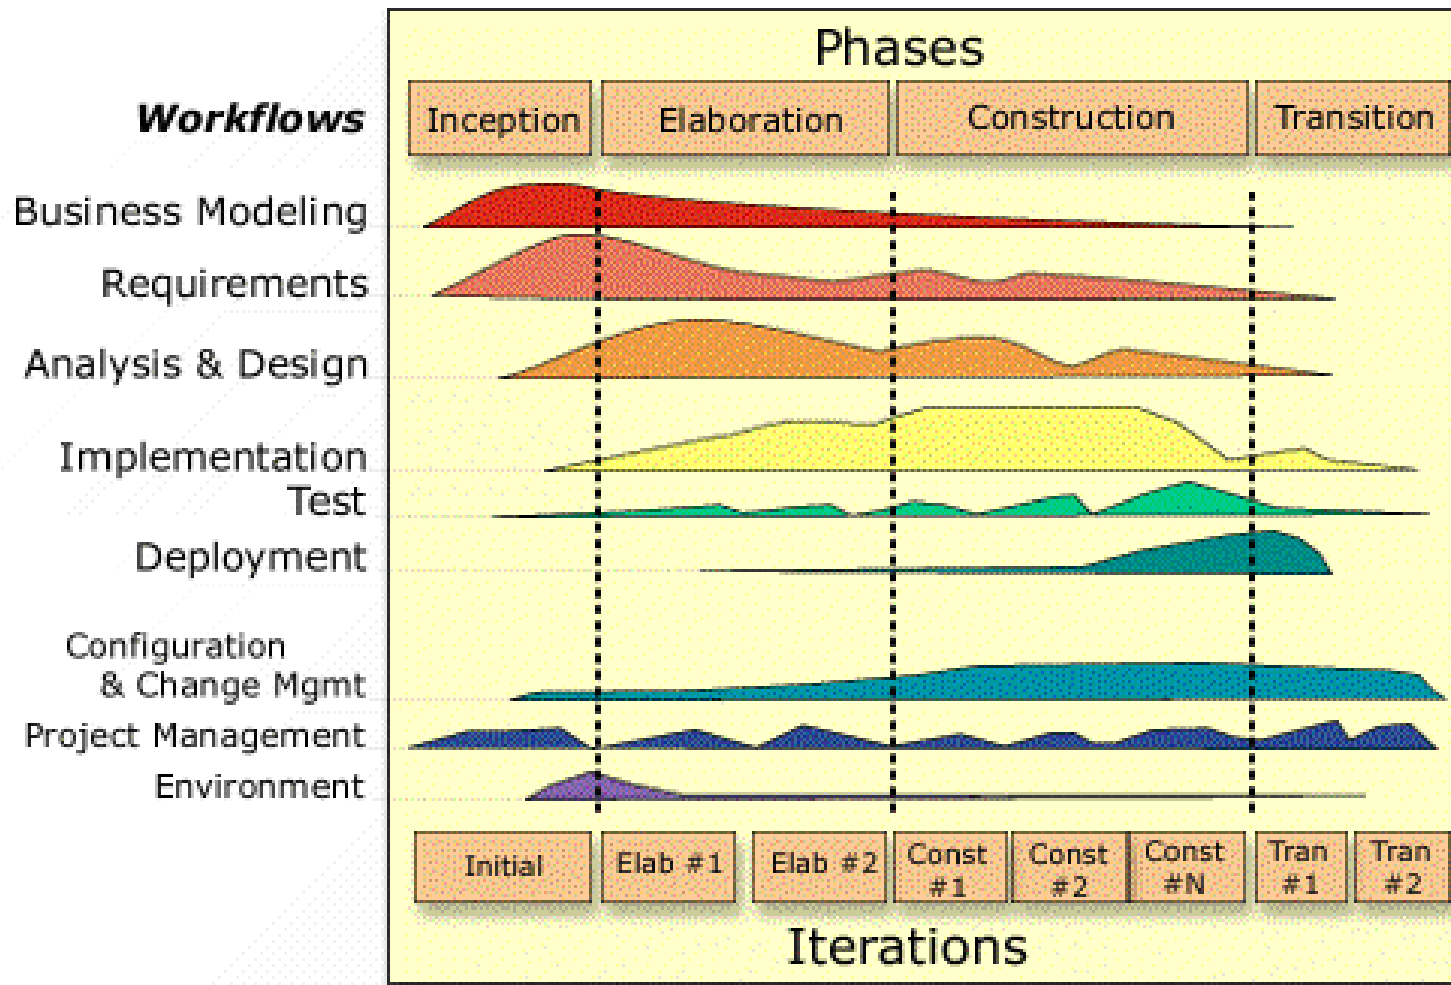 Phases
Workflows
Inception
Elaboration
Construction
Transition
Business Modeling
Requirements
Analysis & Design
Implementation
Test
Deployment
Configuration
& Change Mgmt
Project Management
Environment
Initial
Elab #1
Elab #2
Const
#1
Const
#2
Const
#N
Tran
#1
Tran
#2
Iterations